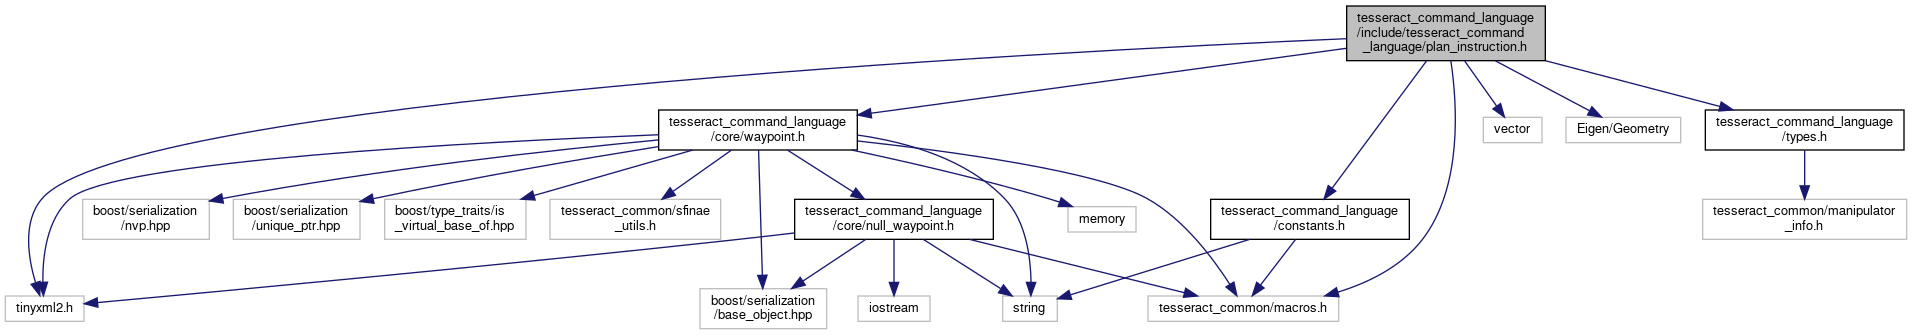 tesseract_command_language
/include/tesseract_command
_language/plan_instruction.h
tesseract_command_language
/core/waypoint.h
vector
Eigen/Geometry
tesseract_command_language
/types.h
boost/serialization
/nvp.hpp
boost/serialization
/unique_ptr.hpp
boost/type_traits/is
_virtual_base_of.hpp
tesseract_common/sfinae
_utils.h
tesseract_command_language
/core/null_waypoint.h
memory
tesseract_command_language
/constants.h
tesseract_common/manipulator
_info.h
tinyxml2.h
boost/serialization
/base_object.hpp
iostream
string
tesseract_common/macros.h